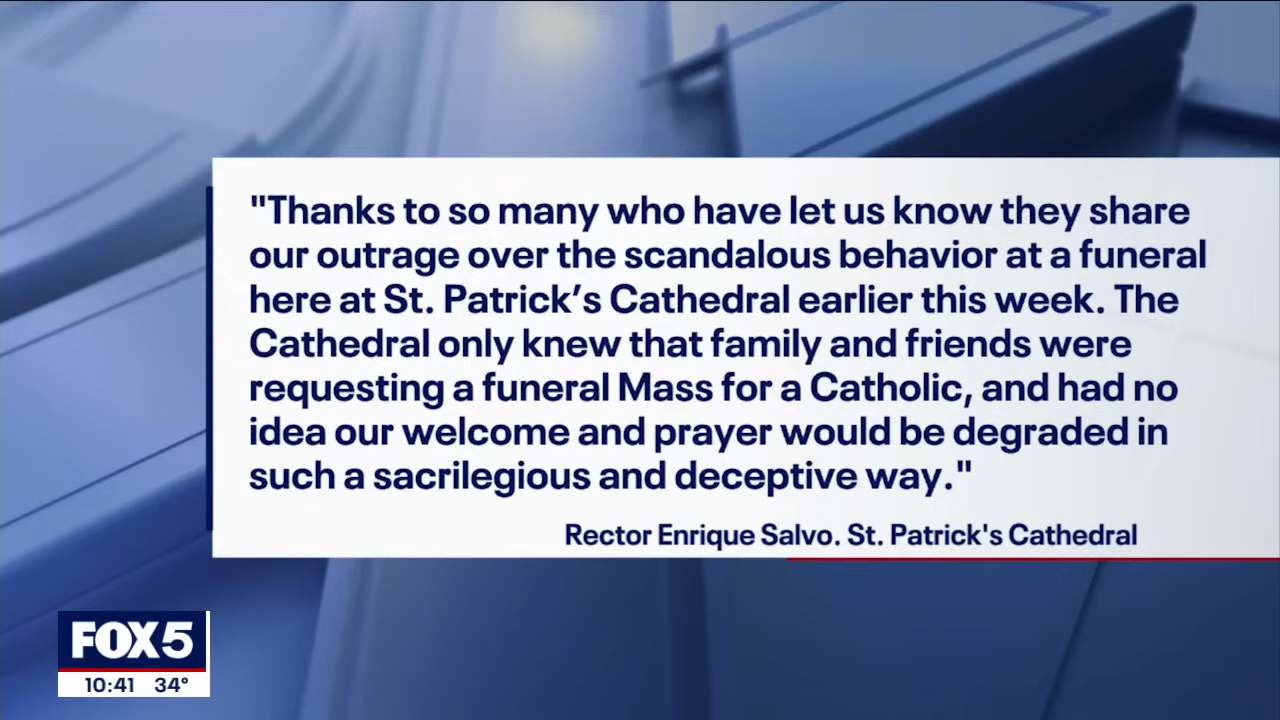 "Thanks to so many who have let us know they share
our outrage over the scandalous behavior at a funeral
here at St. Patrick’s Cathedral earlier this week. The
Cathedral only knew that family and friends were
requesting a funeral Mass for a Catholic, and had no
idea our welcome and prayer would be degraded in
such a sacrilegious and deceptive way."
Rector Enrique Salvo. St. Patrick's Cathedral
FOX5
10:41 34°